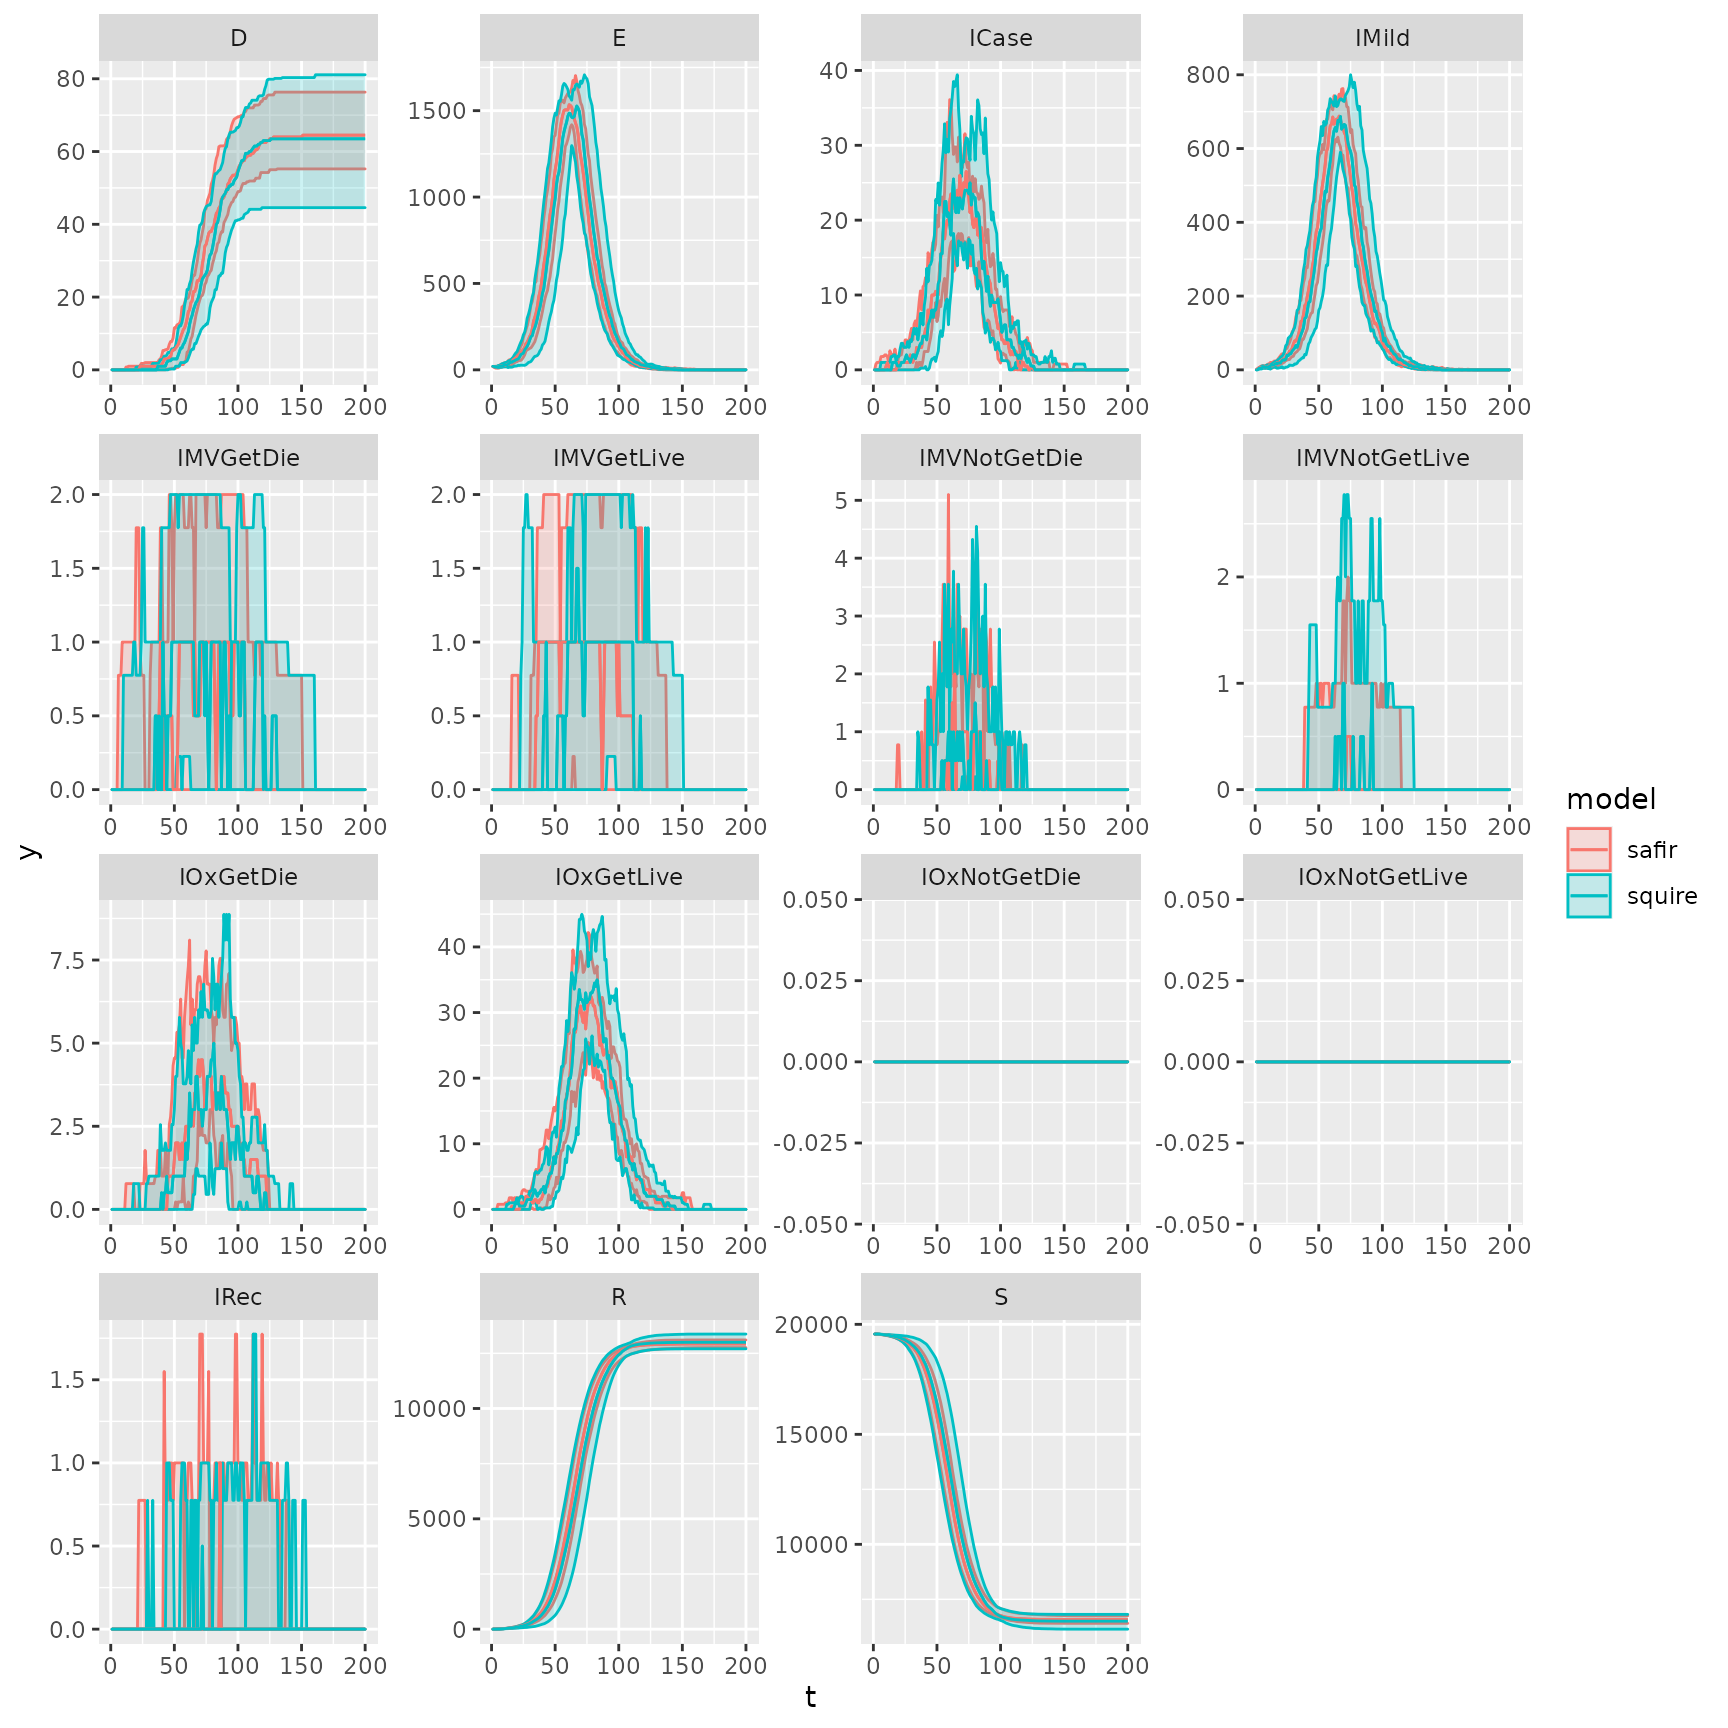 D E ICase IMild
80 60 40 20 0
1500 1000 500 0
40 30 20 10 0
800 600 400 200 0
0 50 100 150 200 0 50 100 150 200 0 50 100 150 200 0 50 100 150 200
IMVGetDie IMVGetLive IMVNotGetDie IMVNotGetLive
2.0 1.5 1.0 0.5 0.0
2.0 1.5 1.0 0.5 0.0
5 4 3 2 1 0
2 1 0
0 50 100 150 200 0 50 100 150 200 0 50 100 150 200 0 50 100 150 200
IOxGetDie IOxGetLive IOxNotGetDie IOxNotGetLive
7.5 5.0 2.5 0.0
40 30 20 10 0
0.050 0.025 0.000 -0.025 -0.050
0.050 0.025 0.000 -0.025 -0.050
0 50 100 150 200 0 50 100 150 200 0 50 100 150 200 0 50 100 150 200
IRec R S
1.5 1.0 0.5 0.0
10000 5000 0
20000 15000 10000
0 50 100 150 200 0 50 100 150 200 0 50 100 150 200
t
y
model
safir
squire